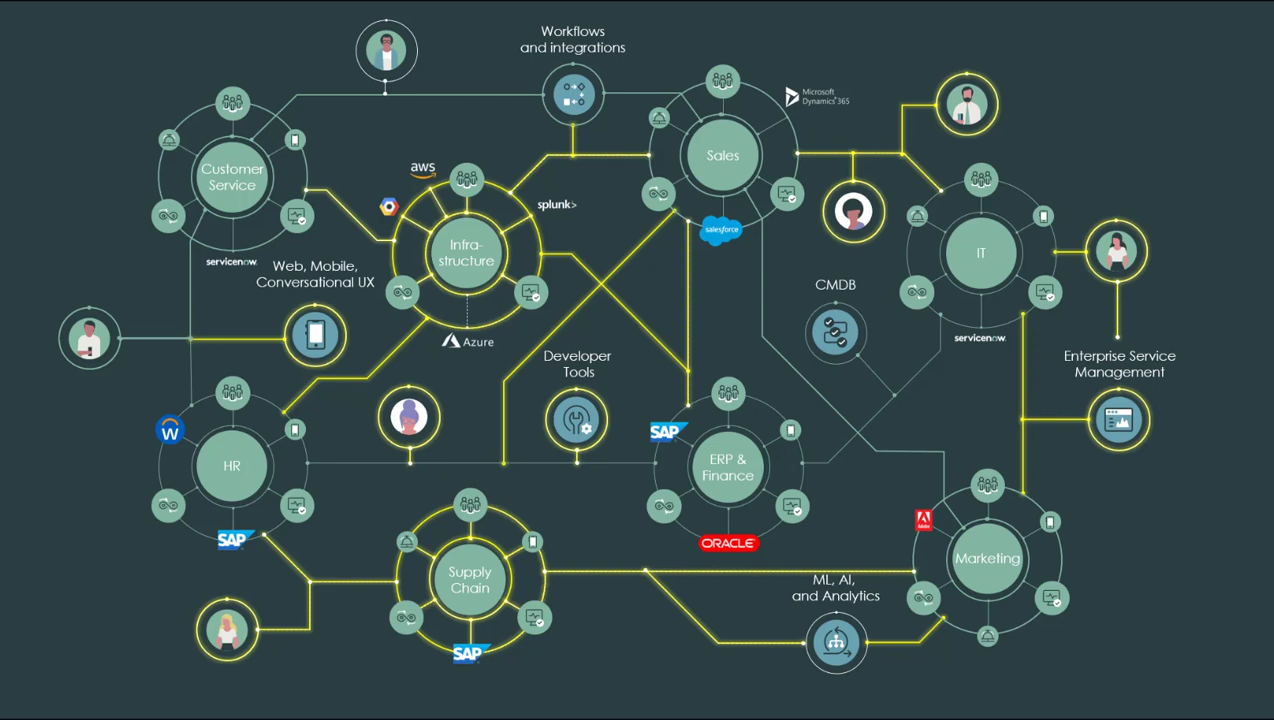 Workflows
and integrations
Microsoft
Dynamics 365
Customer
Service
aws
Sales
splunk>
Infra-
structure
salesforce
IT
servicenow
Web, Mobile,
Conversational UX
CMDB
Azure
servicenow
Developer
Tools
Enterprise Service
Management
W
SAP
HR
ERP &
Finance
SAP
ORACLE
Adobe
Marketing
Supply
Chain
ML, AI,
and Analytics
SAP